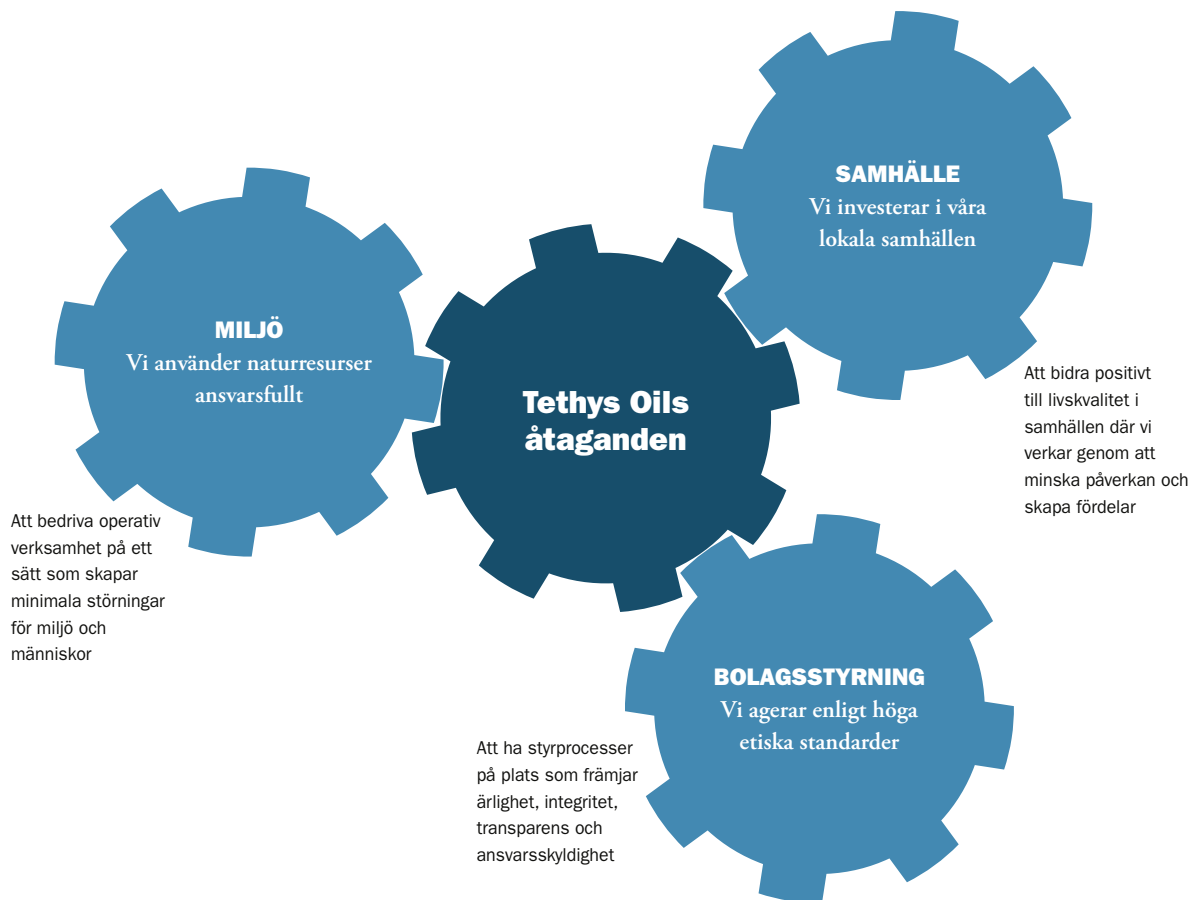 SAMHÄLLE
Vi investerar i våra
lokala samhällen
Att bidra positivt
till livskvalitet i
samhällen där vi
verkar genom att
minska påverkan och
skapa fördelar
MILJÖ
Vi använder naturresurser
ansvarsfullt
Att bedriva operativ
verksamhet på ett
sätt som skapar
minimala störningar
för miljö och
människor
Tethys Oils
åtaganden
BOLAGSSTYRNING
Vi agerar enligt höga
etiska standarder
Att ha styrprocesser
på plats som främjar
ärlighet, integritet,
transparens och
ansvarsskyldighet